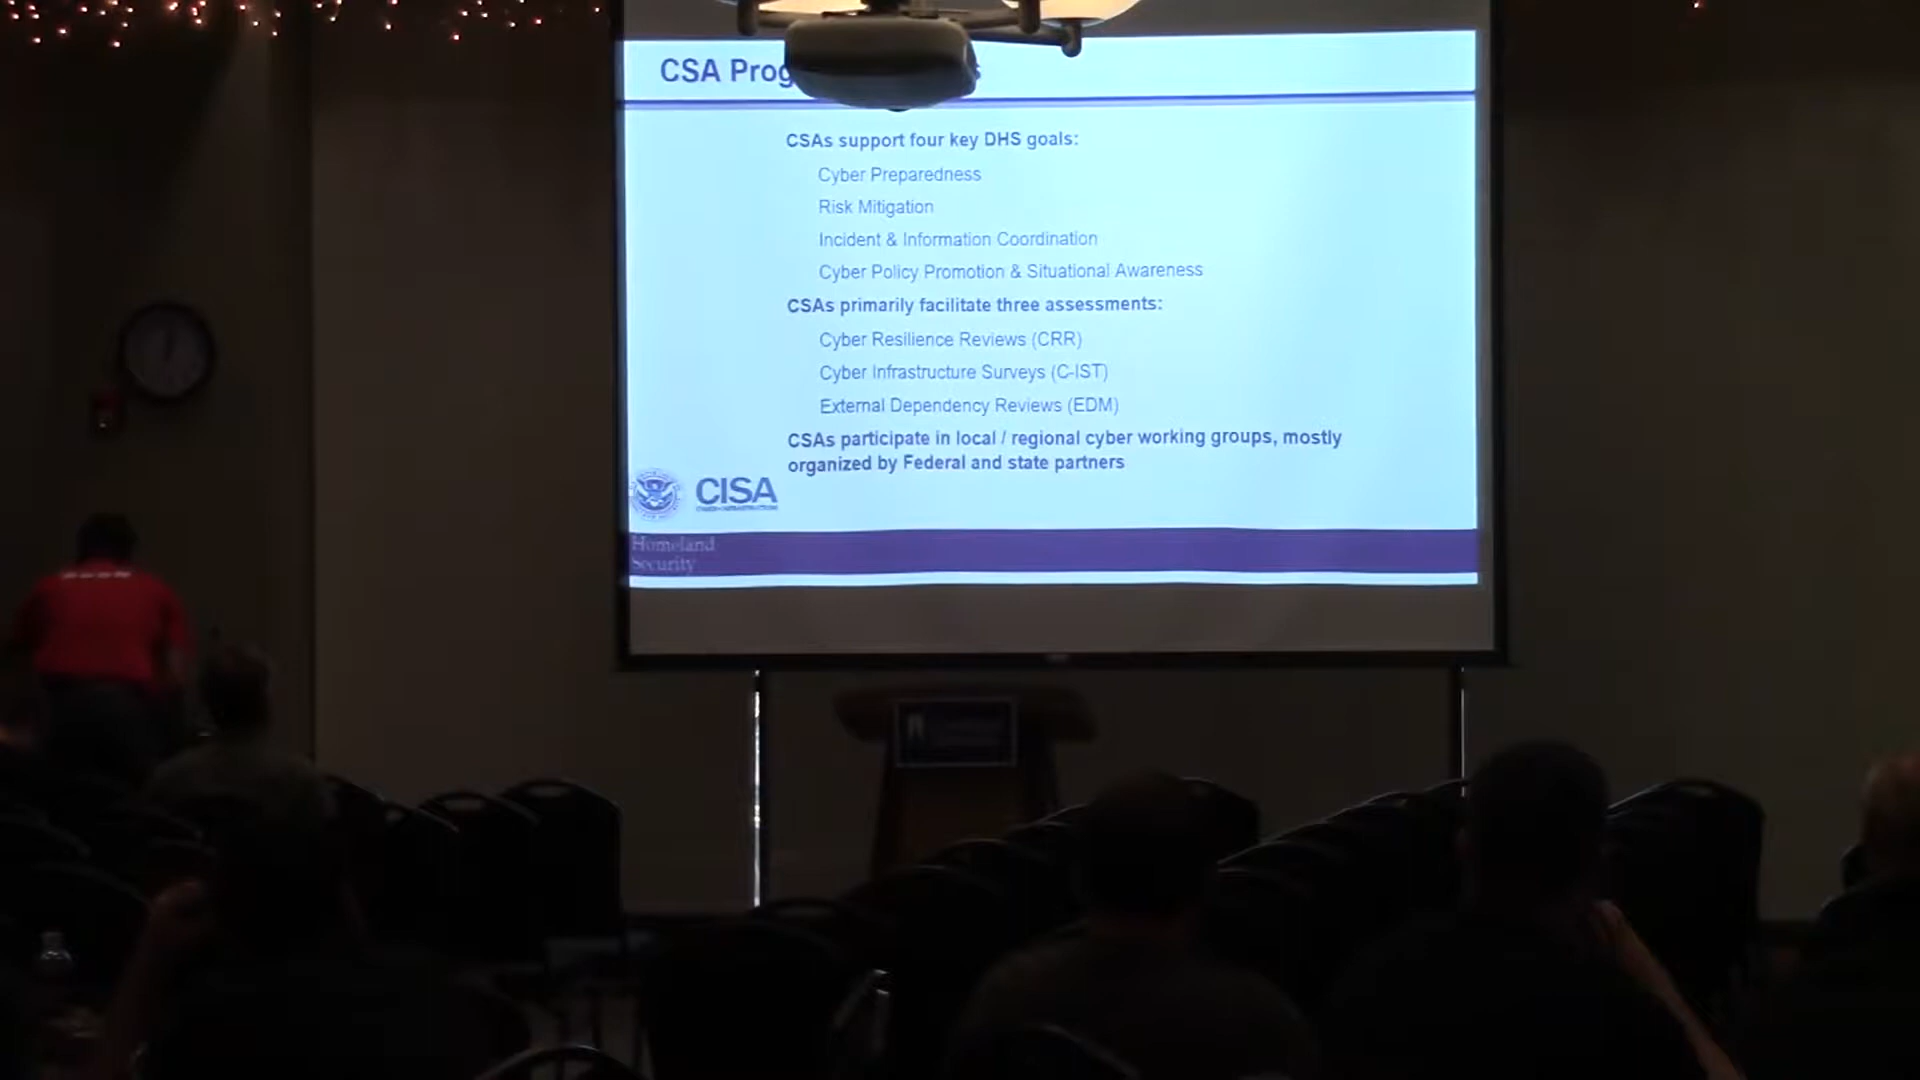 CSA Prog
CSAs support four key DHS goals:
Cyber Preparedness
Risk Mitigation
Incident & Information Coordination
Cyber Policy Promotion & Situational Awareness
CSAs primarily facilitate three assessments:
Cyber Resilience Reviews (CRR)
Cyber Infrastructure Surveys (C-IST)
External Dependency Reviews (EDM)
CSAs participate in local / regional cyber working groups, mostly
organized by Federal and state partners
CISA
Homeland
Security